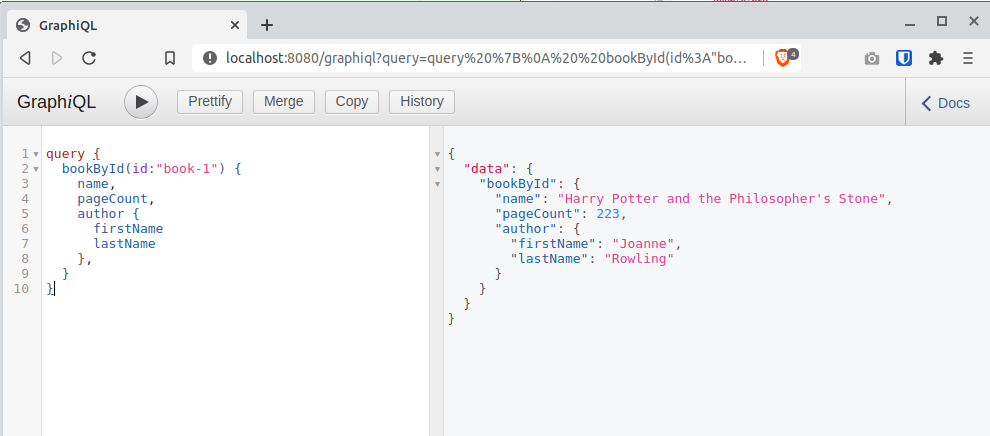 GraphiQL
localhost:8080/graphiql?query=query%20%7B%0A%20%20bookById(id%3A"bo...
4
GraphiQL
Prettify
Merge
Copy
History
Docs
1 query {
2 bookById(id:"book-1") {
3 name,
4 pageCount,
5 author {
6 firstName
7 lastName
8 },
9 }
10 }
{
"data": {
"bookById": {
"name": "Harry Potter and the Philosopher's Stone",
"pageCount": 223,
"author": {
"firstName": "Joanne",
"lastName": "Rowling"
}
}
}
}